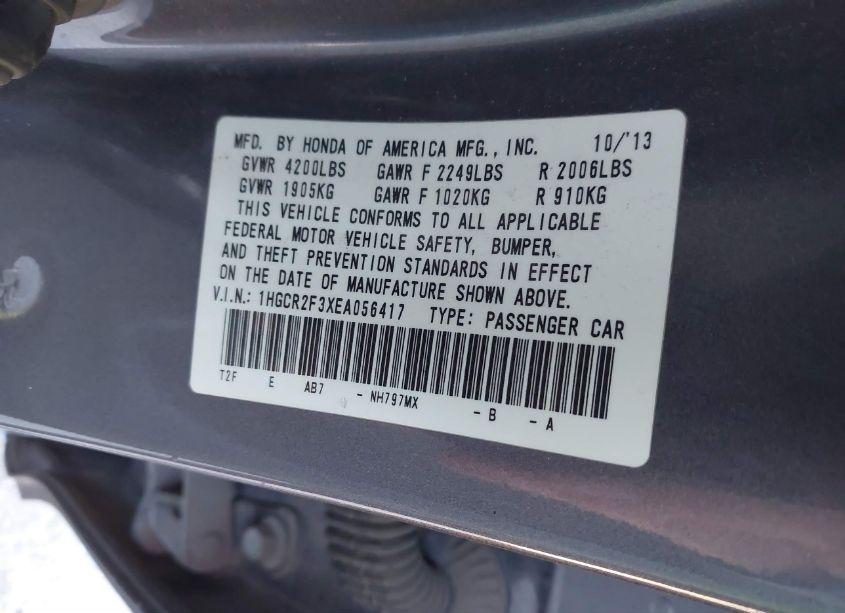 MFD. BY HONDA OF AMERICA MFG., INC. 10/'13
GVWR 4200LBS GAWR F 2249LBS R 2006LBS
GVWR 1905KG GAWR F 1020KG R 910KG
THIS VEHICLE CONFORMS TO ALL APPLICABLE
FEDERAL MOTOR VEHICLE SAFETY, BUMPER,
AND THEFT PREVENTION STANDARDS IN EFFECT
ON THE DATE OF MANUFACTURE SHOWN ABOVE.
V.I.N.: 1HGCR2F3XEA056417 TYPE: PASSENGER CAR
T2F E AB7 - NH797MX - B - A